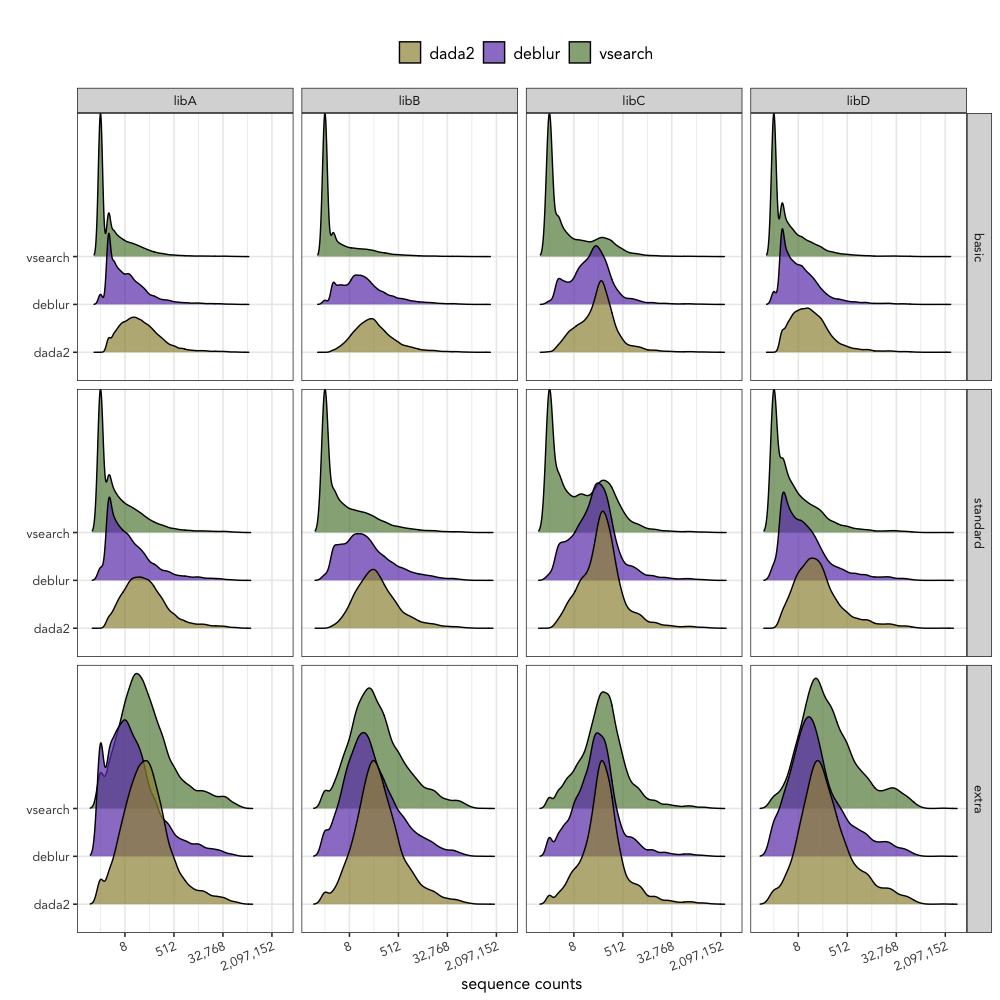 dada2 deblur vsearch
libA libB libC libD
vsearch
deblur
dada2
basic
vsearch
deblur
dada2
standard
vsearch
deblur
dada2
extra
8 512 32,768 2,097,152 8 512 32,768 2,097,152 8 512 32,768 2,097,152 8 512 32,768 2,097,152
sequence counts